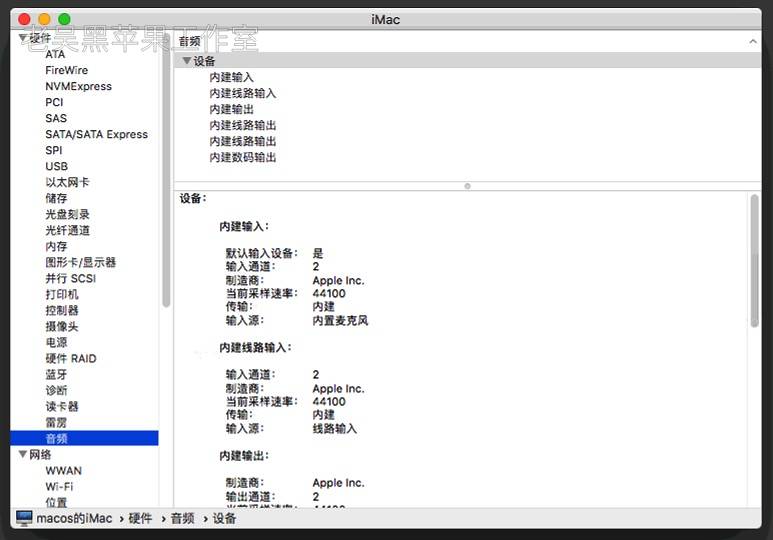 iMac
老吴黑苹果工作室
硬件
ATA
FireWire
NVMExpress
PCI
SAS
SATA/SATA Express
SPI
USB
以太网卡
储存
光盘刻录
光纤通道
内存
图形卡/显示器
并行 SCSI
打印机
控制器
摄像头
电源
硬件 RAID
蓝牙
诊断
读卡器
雷雳
音频
网络
WWAN
Wi-Fi
位置
音频
设备
内建输入
内建线路输入
内建输出
内建线路输出
内建线路输出
内建数码输出
设备：
内建输入：
默认输入设备： 是
输入通道： 2
制造商： Apple Inc.
当前采样速率： 44100
传输： 内建
输入源： 内置麦克风
内建线路输入：
输入通道： 2
制造商： Apple Inc.
当前采样速率： 44100
传输： 内建
输入源： 线路输入
内建输出：
制造商： Apple Inc.
输出通道： 2
当前采样速率： 44100
macos的iMac › 硬件 › 音频 › 设备